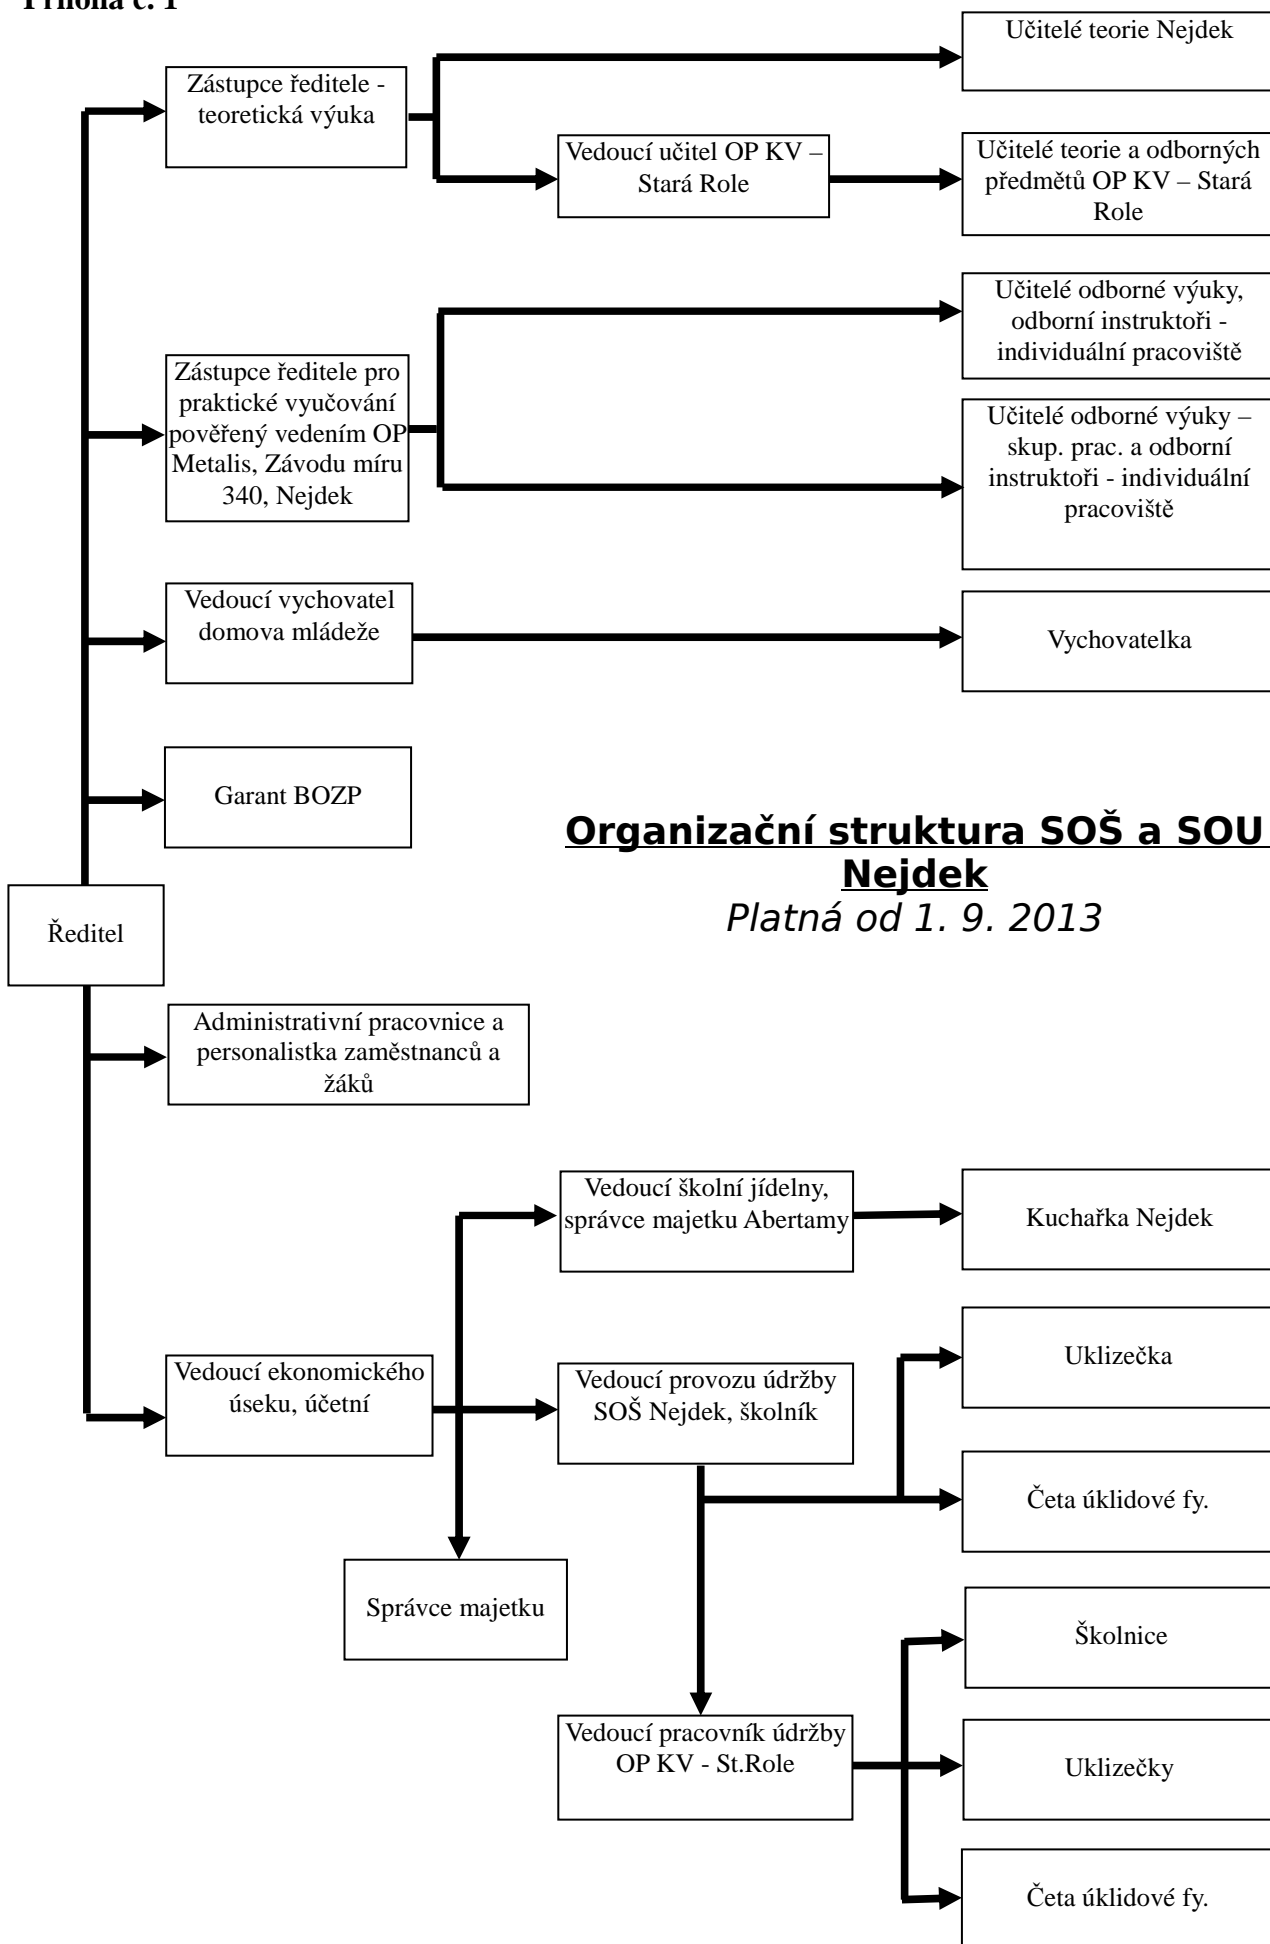 Učitelé teorie Nejdek
Zástupce ředitele -
teoretická výuka
Vedoucí učitel OP KV –
Stará Role
Učitelé teorie a odborných
předmětů OP KV – Stará
Role
Učitelé odborné výuky,
odborní instruktoři -
individuální pracoviště
Zástupce ředitele pro
praktické vyučování
pověřený vedením OP
Metalis, Závodu míru
340, Nejdek
Učitelé odborné výuky –
skup. prac. a odborní
instruktoři - individuální
pracoviště
Vedoucí vychovatel
domova mládeže
Vychovatelka
Garant BOZP
Organizační struktura SOŠ a SOU
Nejdek
Platná od 1. 9. 2013
Ředitel
Administrativní pracovnice a
personalistka zaměstnanců a
žáků
Vedoucí školní jídelny,
správce majetku Abertamy
Kuchařka Nejdek
Vedoucí ekonomického
úseku, účetní
Vedoucí provozu údržby
SOŠ Nejdek, školník
Uklizečka
Četa úklidové fy.
Správce majetku
Školnice
Vedoucí pracovník údržby
OP KV - St.Role
Uklizečky
Četa úklidové fy.